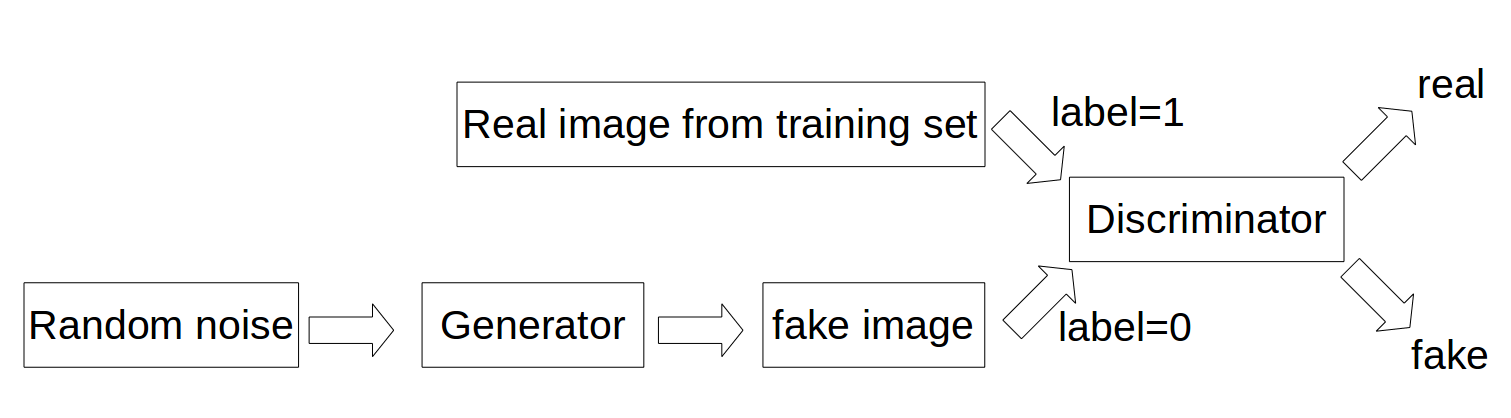 real
Real image from training set
label=1
Discriminator
Random noise
Generator
fake image
label=0
fake